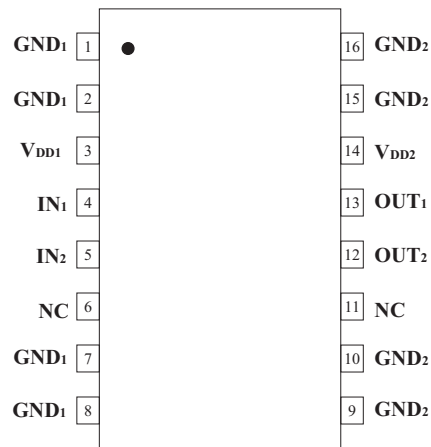 GND1 1 16 GND2
GND1 2 15 GND2
VDD1 3 14 VDD2
IN1 4 13 OUT1
IN2 5 12 OUT2
NC 6 11 NC
GND1 7 10 GND2
GND1 8 9 GND2